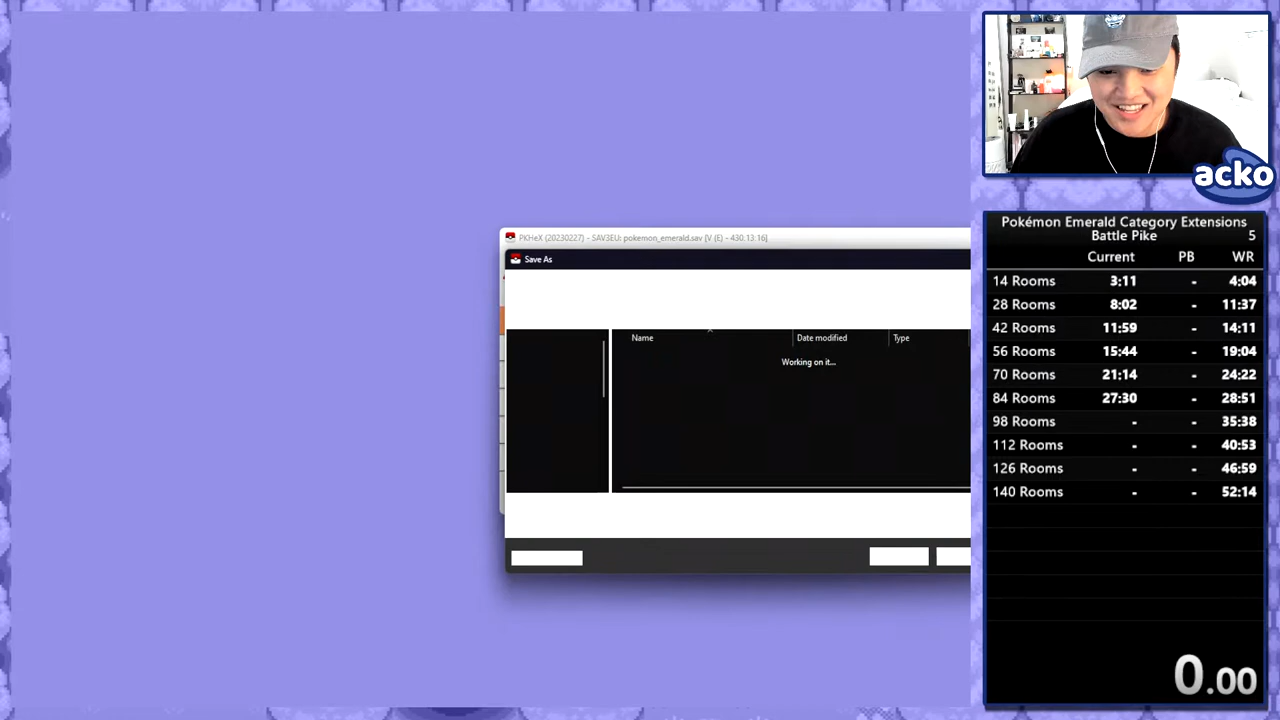 PKHeX (20230227) - SAV3EU: pokemon_emerald.sav [V (E) - 430:13:16]
Save As
Name Date modified Type
Working on it...
acko
Pokémon Emerald Category Extensions
Battle Pike 5
Current PB WR
14 Rooms 3:11 - 4:04
28 Rooms 8:02 - 11:37
42 Rooms 11:59 - 14:11
56 Rooms 15:44 - 19:04
70 Rooms 21:14 - 24:22
84 Rooms 27:30 - 28:51
98 Rooms - - 35:38
112 Rooms - - 40:53
126 Rooms - - 46:59
140 Rooms - - 52:14
0.00